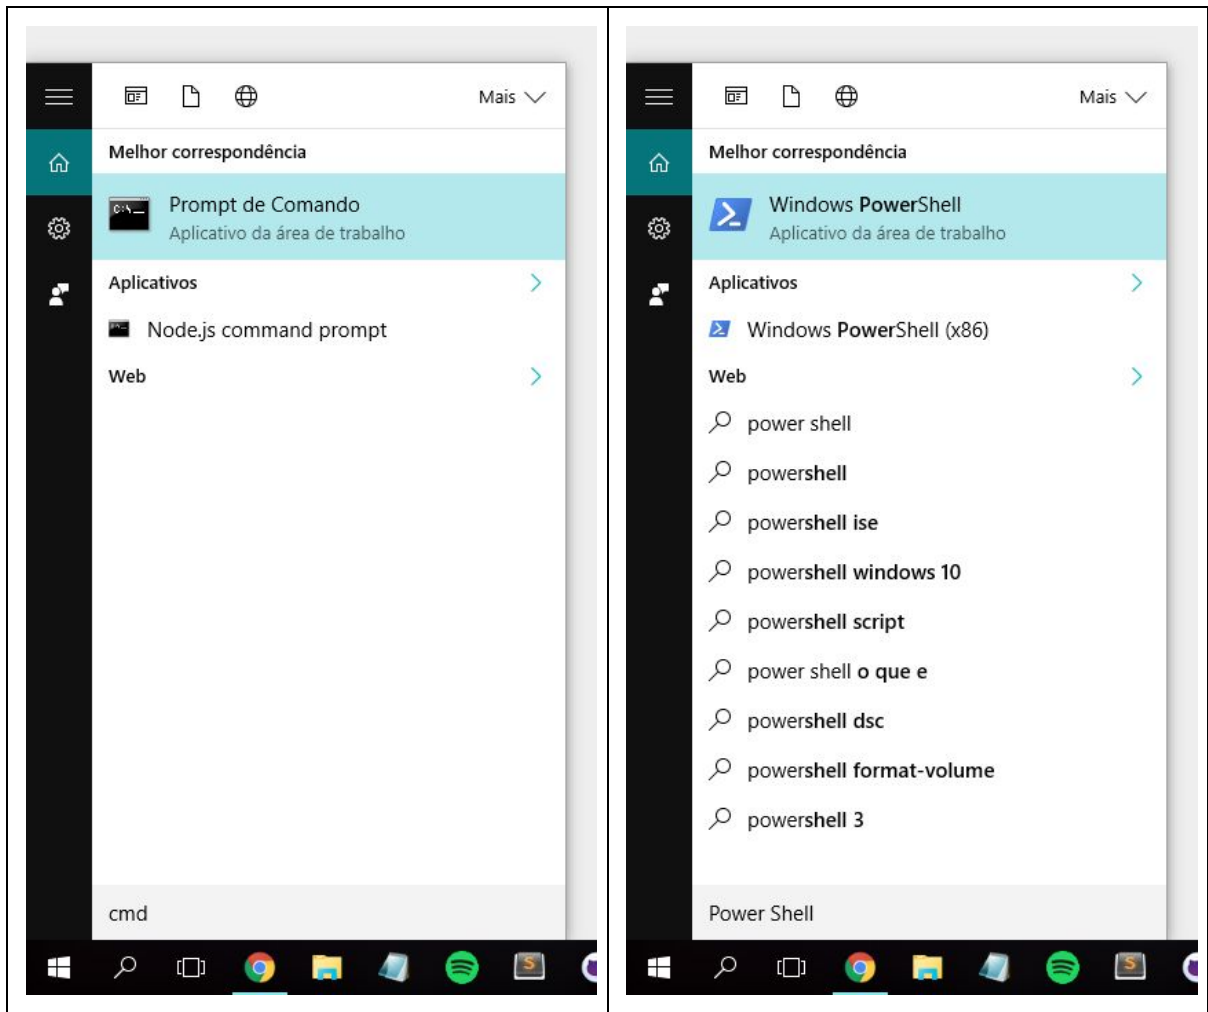 Mais
Melhor correspondência
Prompt de Comando
Aplicativo da área de trabalho
Aplicativos
Node.js command prompt
Web
cmd
Mais
Melhor correspondência
Windows PowerShell
Aplicativo da área de trabalho
Aplicativos
Windows PowerShell (x86)
Web
power shell
powershell
powershell ise
powershell windows 10
powershell script
power shell o que e
powershell dsc
powershell format-volume
powershell 3
Power Shell